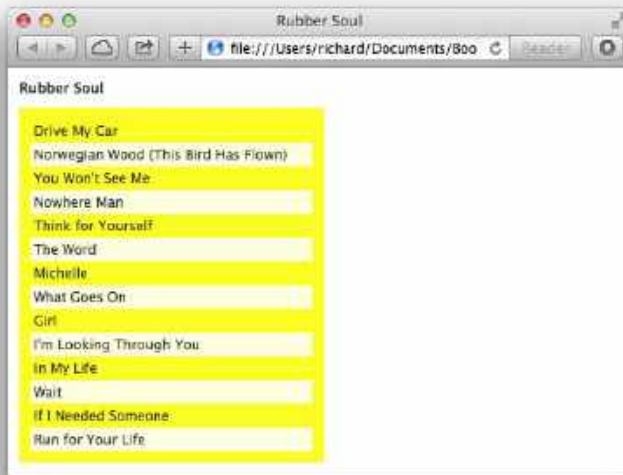 Rubber Soul
file:///Users/richard/Documents/Boo
Reader
Rubber Soul
Drive My Car
Norwegian Wood (This Bird Has Flown)
You Won't See Me
Nowhere Man
Think for Yourself
The Word
Michelle
What Goes On
Girl
I'm Looking Through You
In My Life
Wait
If I Needed Someone
Run for Your Life